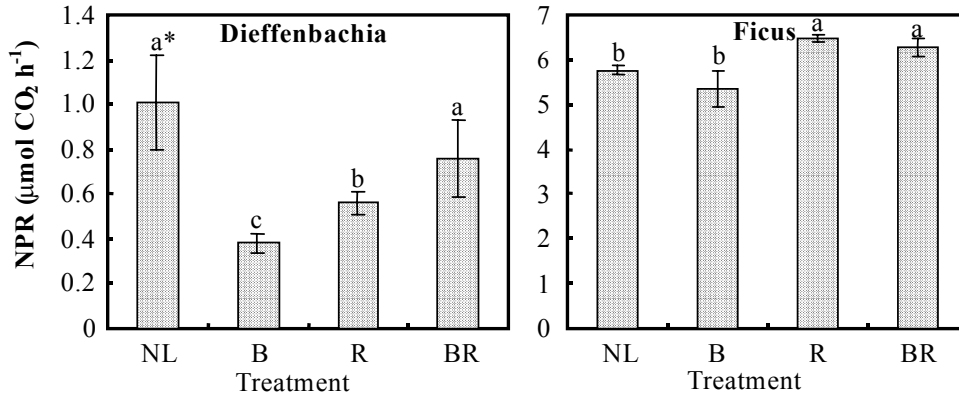 NPR (μmol CO₂ h⁻¹)
Dieffenbachia
1.4
1.2
1.0
0.8
0.6
0.4
0.2
0
a*
c
b
a
NL B R BR
Treatment
Ficus
7
6
5
4
3
2
1
0
b
b
a
a
NL B R BR
Treatment